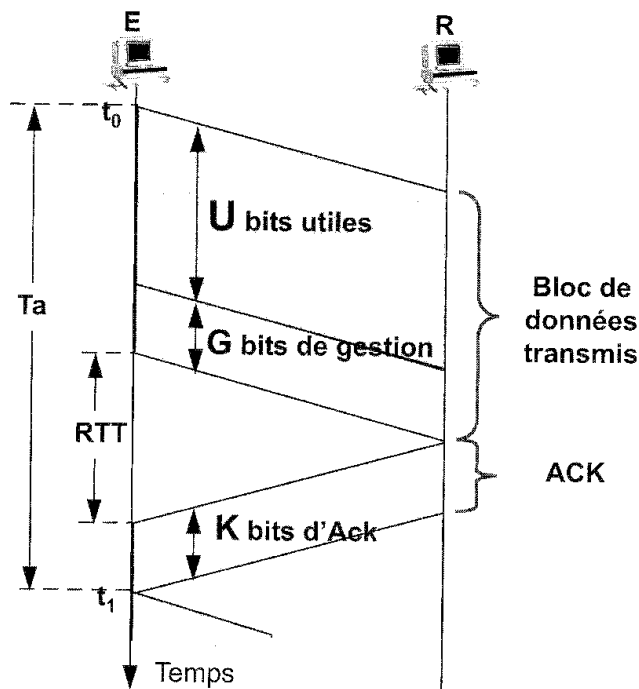 E
R
t0
U bits utiles
Ta
Bloc de
données
transmis
G bits de gestion
RTT
ACK
K bits d'Ack
t1
Temps